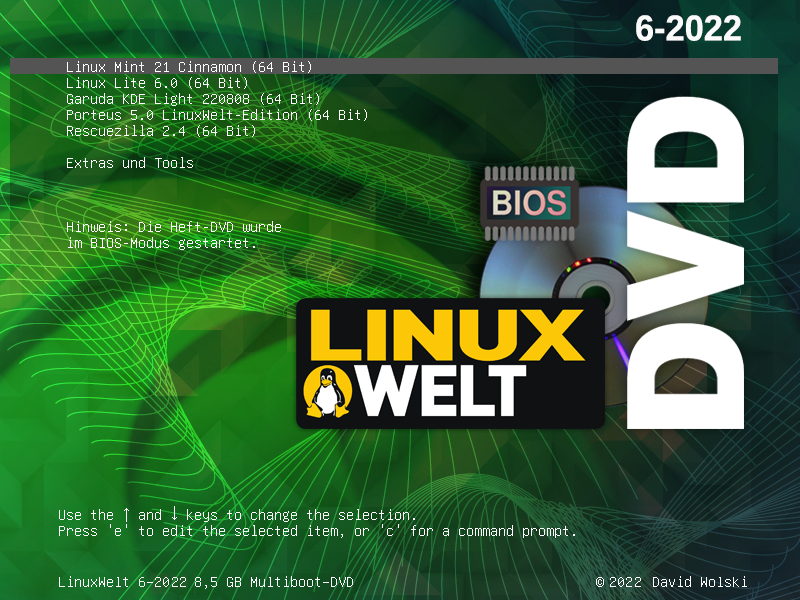 6-2022
Linux Mint 21 Cinnamon (64 Bit)
Linux Lite 6.0 (64 Bit)
Garuda KDE Light 220808 (64 Bit)
Porteus 5.0 LinuxWelt-Edition (64 Bit)
Rescuezilla 2.4 (64 Bit)
Extras und Tools
Hinweis: Die Heft-DVD wurde
im BIOS-Modus gestartet.
BIOS
DVD
LINUX
WELT
Use the ↑ and ↓ keys to change the selection.
Press 'e' to edit the selected item, or 'c' for a command prompt.
LinuxWelt 6-2022 8,5 GB Multiboot-DVD
© 2022 David Wolski